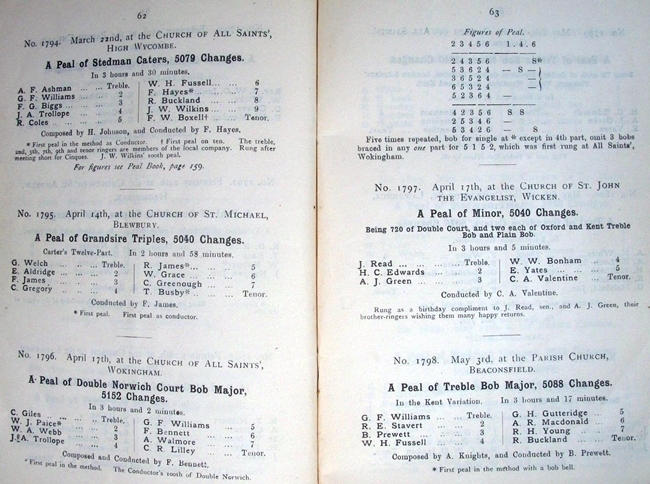 62
No. 1794. March 22nd, at the CHURCH OF ALL SAINTS',
HIGH WYCOMBE.
A Peal of Stedman Caters, 5079 Changes.
In 3 hours and 30 minutes.
A. F. Ashman .. .. Treble. W. H. Fussell .. .. 6
G. F. Williams .. .. 2 F. Hayes* .. .. 7
F. G. Biggs .. .. 3 R. Buckland .. .. 8
J. A. Trollope .. .. 4 J. W. Wilkins .. .. 9
R. Coles .. .. 5 F. W. Boxell† .. .. Tenor.
Composed by H. Johnson, and Conducted by F. Hayes.
* First peal in the method as Conductor. † First peal on ten. The treble,
2nd, 5th, 7th, 9th and tenor ringers are members of the local company. Rung after
meeting short for Cinques. J. W. Wilkins' 100th peal.
For figures see Peal Book, page 159.
No. 1795. April 14th, at the CHURCH OF ST. MICHAEL,
BLEWBURY.
A Peal of Grandsire Triples, 5040 Changes.
Carter's Twelve-Part. In 2 hours and 58 minutes.
G. Welch .. .. Treble. R. James* .. .. 5
E. Aldridge .. .. 2 W. Grace .. .. 6
F. James .. .. 3 C. Greenough .. .. 7
C. Gregory .. .. 4 T. Busby* .. .. Tenor.
Conducted by F. James.
* First peal. First peal as conductor.
No. 1796. April 17th, at the CHURCH OF ALL SAINTS',
WOKINGHAM.
A Peal of Double Norwich Court Bob Major,
5152 Changes.
In 3 hours and 2 minutes.
C. Giles .. .. Treble. G. F. Williams .. .. 5
W. J. Paice* .. .. 2 F. Bennett .. .. 6
W. A. Webb .. .. 3 A. Walmore .. .. 7
J. A. Trollope .. .. 4 C. R. Lilley .. .. Tenor.
Composed and Conducted by F. Bennett.
* First peal in the method. The Conductor's 100th of Double Norwich.
63
Figures of Peal.
2 3 4 5 6 1 . 4 . 6
2 4 3 5 6 S*
5 3 6 2 4 — S —
3 6 5 2 4
6 5 3 2 4
5 2 3 6 4 —
4 2 3 5 6 S S
2 5 3 4 6 —
5 3 4 2 6 — S
Five times repeated, bob for single at * except in 4th part, omit 3 bobs
braced in any one part for 5 1 5 2, which was first rung at All Saints',
Wokingham.
No. 1797. April 17th, at the CHURCH OF ST. JOHN
THE EVANGELIST, WICKEN.
A Peal of Minor, 5040 Changes.
Being 720 of Double Court, and two each of Oxford and Kent Treble
Bob and Plain Bob.
In 3 hours and 5 minutes.
J. Read .. .. Treble. W. W. Bonham .. 4
H. C. Edwards .. .. 2 E. Yates .. .. 5
A. J. Green .. .. 3 C. A. Valentine .. Tenor.
Conducted by C. A. Valentine.
Rung as a birthday compliment to J. Read, sen., and A. J. Green, their
brother-ringers wishing them many happy returns.
No. 1798. May 3rd, at the PARISH CHURCH,
BEACONSFIELD.
A Peal of Treble Bob Major, 5088 Changes.
In the Kent Variation. In 3 hours and 17 minutes.
G. F. Williams .. .. Treble. G. H. Gutteridge .. 5
R. E. Stavert .. .. 2 A. R. Macdonald .. 6
B. Prewett .. .. 3 R. H. Young .. .. 7
W. H. Fussell .. .. 4 R. Buckland .. .. Tenor.
Composed by A. Knights, and Conducted by B. Prewett.
* First peal in the method with a bob bell.